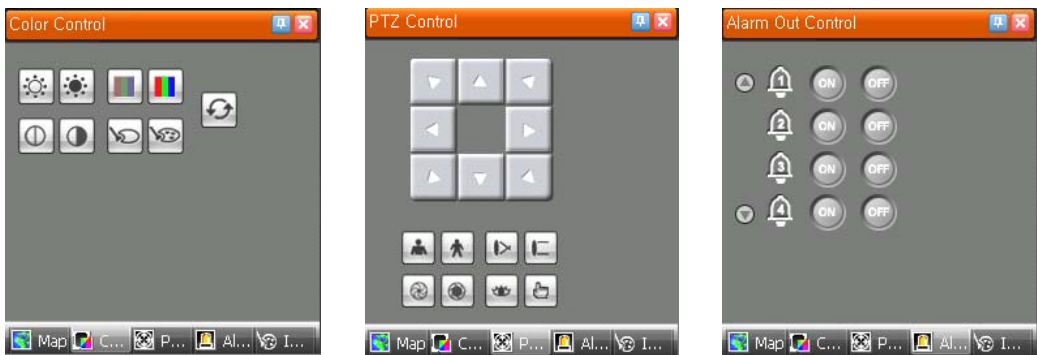 Color Control
Map C... P... Al... I...
PTZ Control
Map C... P... Al... I...
Alarm Out Control
1 ON OFF
2 ON OFF
3 ON OFF
4 ON OFF
Map C... P... Al... I...